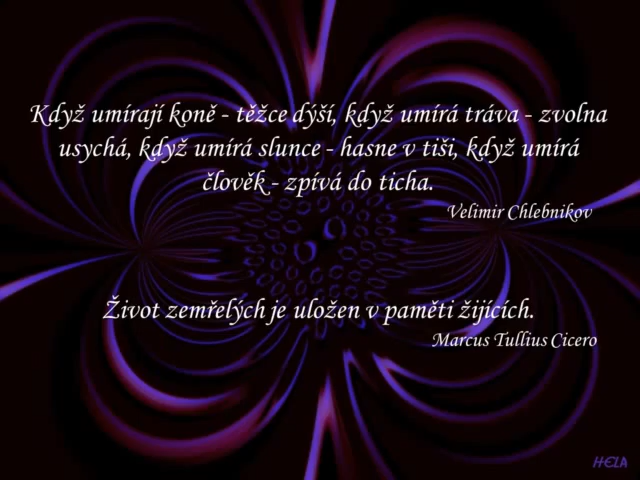 Když umírají koně - těžce dýší, když umírá tráva - zvolna
usychá, když umírá slunce - hasne v tiši, když umírá
člověk - zpívá do ticha.
Velimir Chlebnikov
Život zemřelých je uložen v paměti žijících.
Marcus Tullius Cicero
HELA